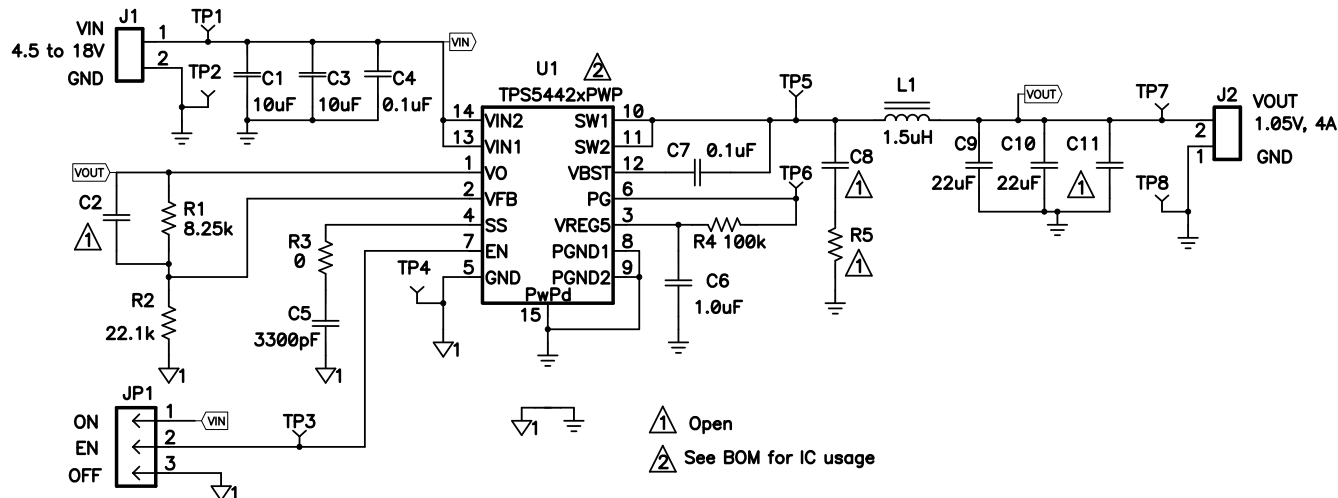 J1
TP1
VIN
4.5 to 18V
1
2
GND
TP2
VIN
C1
10uF
C3
10uF
C4
0.1uF
U1
2
TPS5442xPWP
14 VIN2
13 VIN1
1 VO
2 VFB
4 SS
7 EN
5 GND
PwPd
15
SW1 10
SW2 11
VBST 12
PG 6
VREG5 3
PGND1 8
PGND2 9
TP5
L1
1.5uH
VOUT
TP7
J2
2
1
VOUT
1.05V, 4A
GND
C7 0.1uF
TP6
C8
1
C9
22uF
C10
22uF
C11
1
TP8
R4 100k
R5
1
C6
1.0uF
VOUT
C2
1
R1
8.25k
R2
22.1k
1
R3
0
C5
3300pF
1
TP4
1
JP1
ON
EN
OFF
1
2
3
VIN
TP3
1
1
1 Open
2 See BOM for IC usage